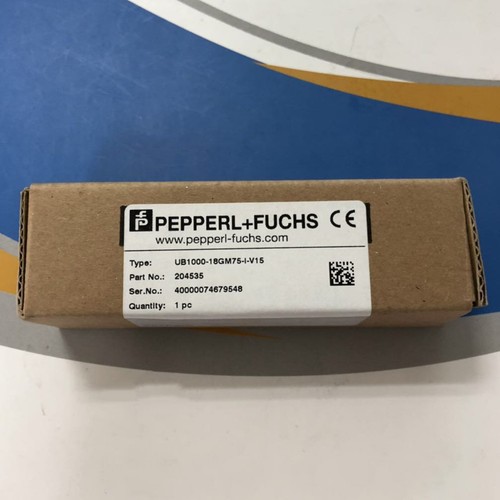 PEPPERL+FUCHS CE
www.pepperl-fuchs.com
Type: UB1000-18GM75-I-V15
Part No.: 204535
Ser.No.: 40000074679548
Quantity: 1 pc